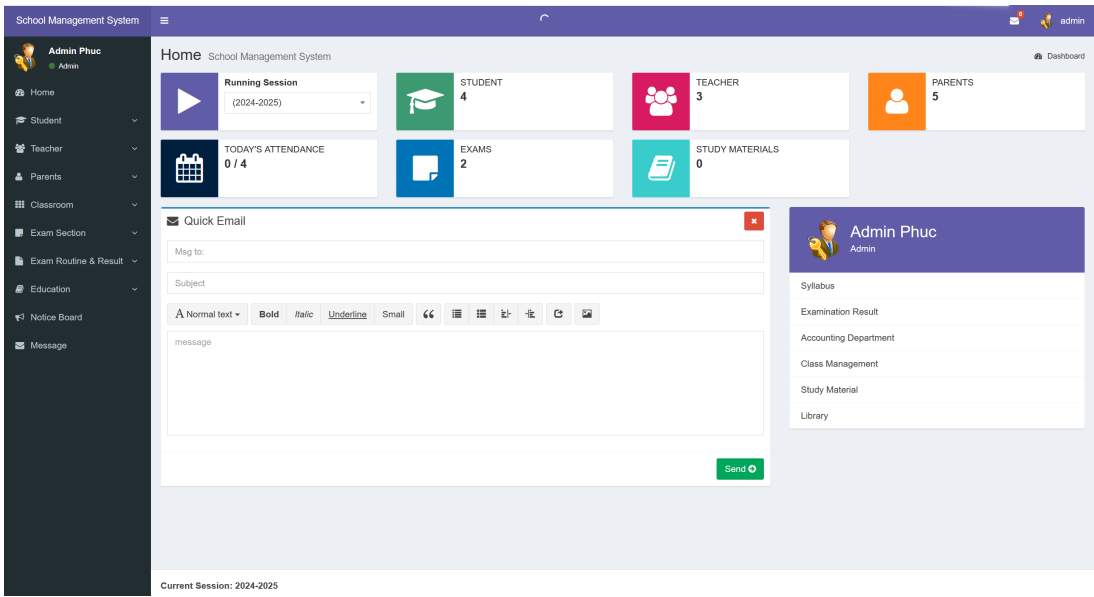 School Management System
0
admin
Admin Phuc
Admin
Home
Student
Teacher
Parents
Classroom
Exam Section
Exam Routine & Result
Education
Notice Board
Message
Home School Management System
Dashboard
Running Session
(2024-2025)
STUDENT
4
TEACHER
3
PARENTS
5
TODAY'S ATTENDANCE
0 / 4
EXAMS
2
STUDY MATERIALS
0
Quick Email
Msg to:
Subject
A Normal text Bold Italic Underline Small
message
Send
Admin Phuc
Admin
Syllabus
Examination Result
Accounting Department
Class Management
Study Material
Library
Current Session: 2024-2025